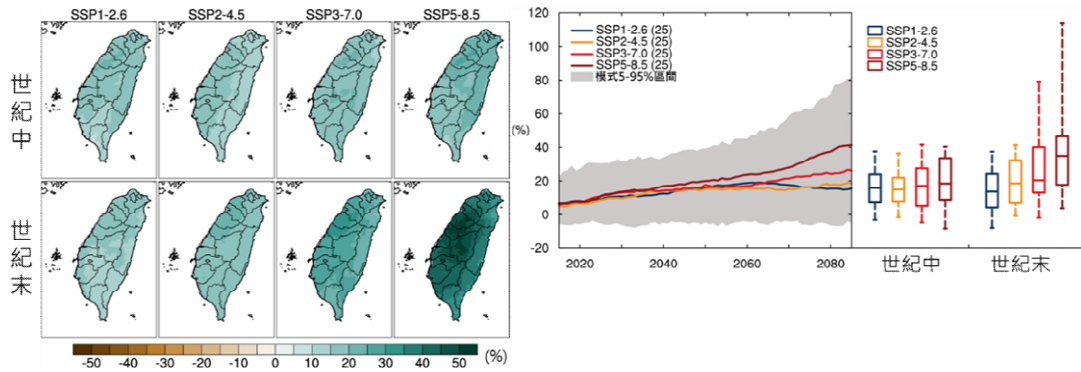 SSP1-2.6 SSP2-4.5 SSP3-7.0 SSP5-8.5
世紀中
世紀末
-50 -40 -30 -20 -10 0 10 20 30 40 50 (%)
120
100
80
60
40
20
0
-20
(%)
SSP1-2.6 (25)
SSP2-4.5 (25)
SSP3-7.0 (25)
SSP5-8.5 (25)
模式5-95%區間
2020 2040 2060 2080
SSP1-2.6
SSP2-4.5
SSP3-7.0
SSP5-8.5
世紀中 世紀末